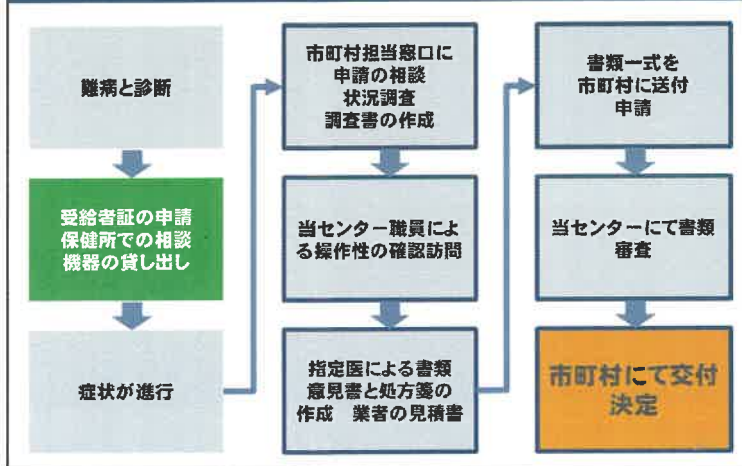 難病と診断
受給者証の申請
保健所での相談
機器の貸し出し
症状が進行
市町村担当窓口に
申請の相談
状況調査
調査書の作成
当センター職員によ
る操作性の確認訪問
指定医による書類
意見書と処方箋の
作成　業者の見積書
書類一式を
市町村に送付
申請
当センターにて書類
審査
市町村にて交付
決定